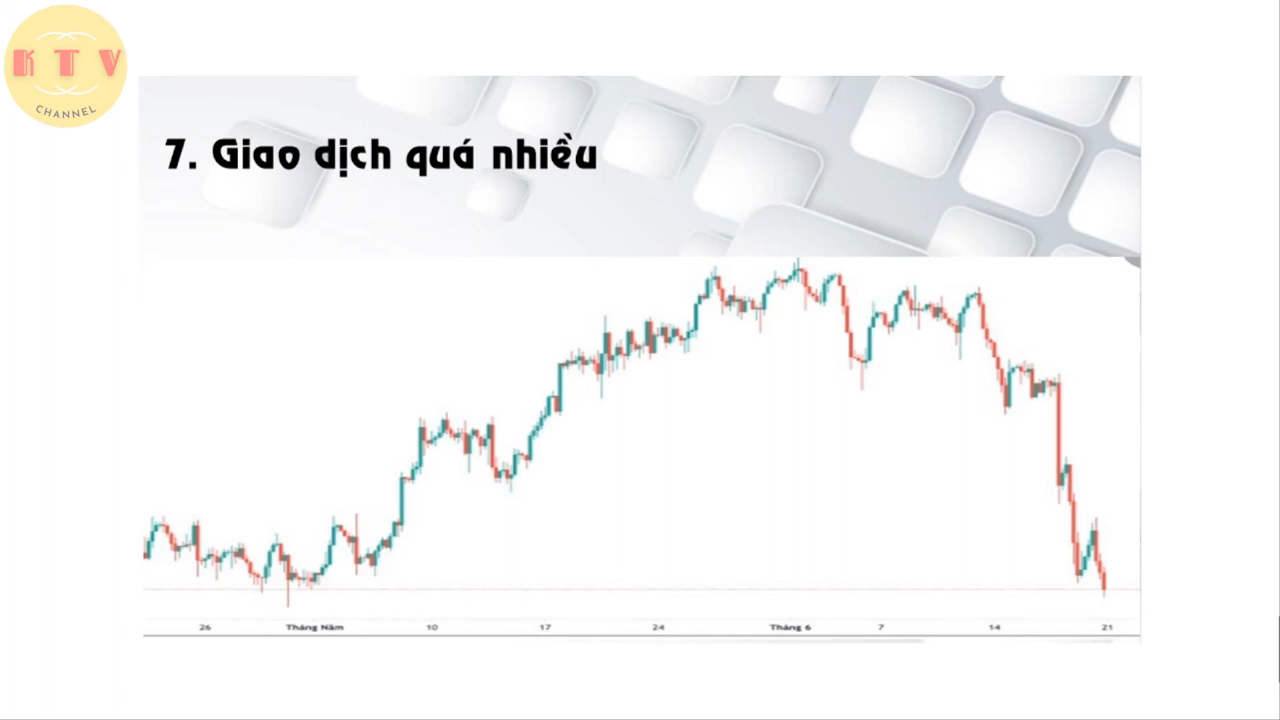 K T V
CHANNEL
7. Giao dịch quá nhiều
26 Tháng Năm 10 17 24 Tháng 6 7 14 21